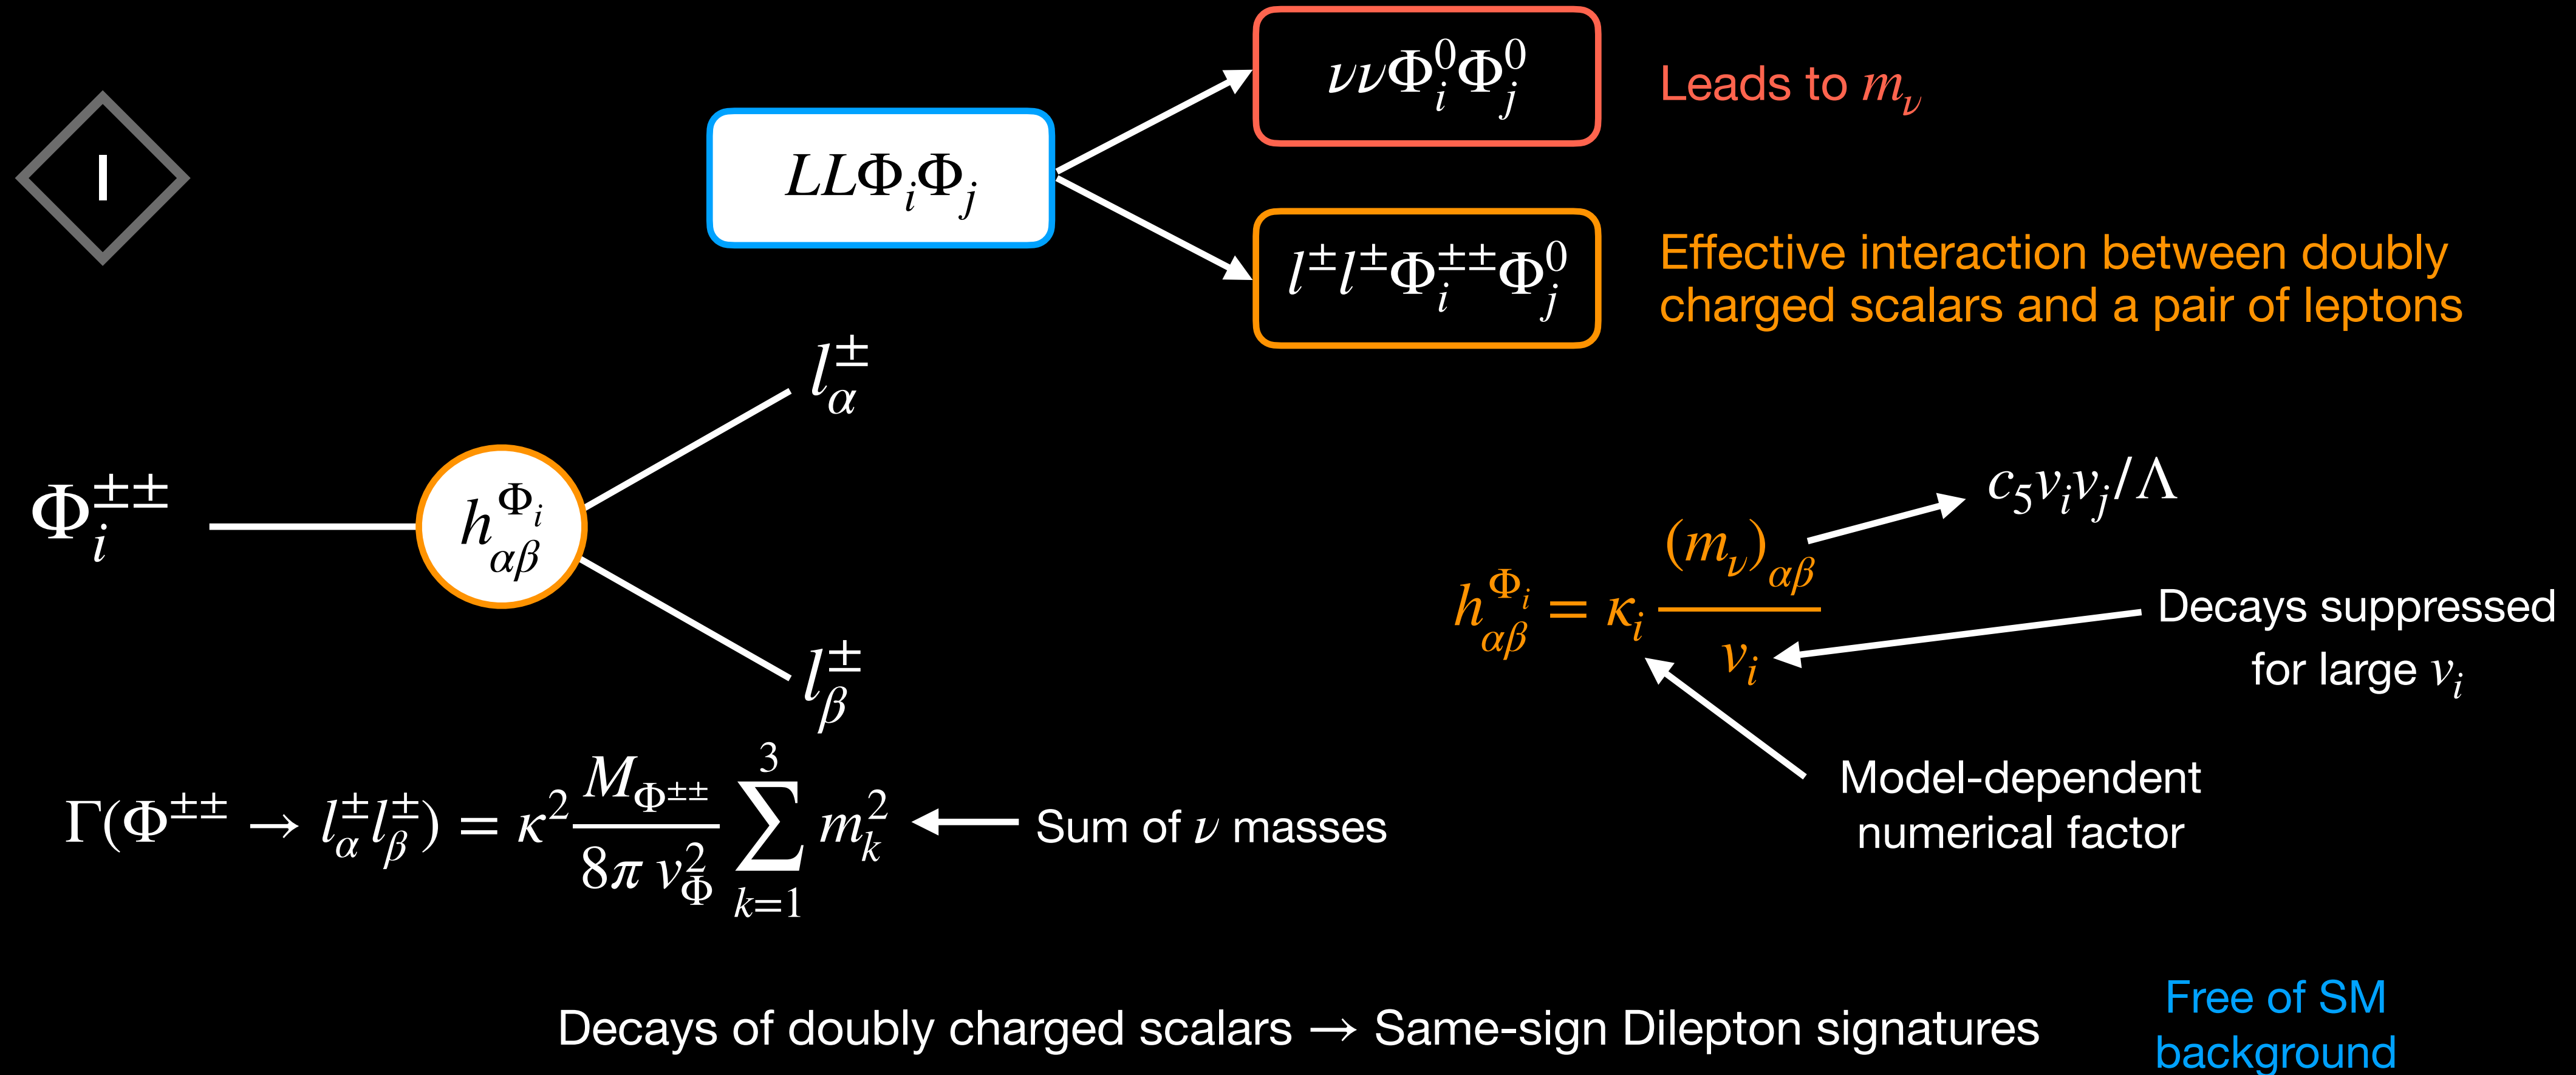 I
LLΦ_iΦ_j
ννΦ_i^0Φ_j^0
Leads to m_ν
l^±l^±Φ_i^{±±}Φ_j^0
Effective interaction between doubly
charged scalars and a pair of leptons
l_α^±
Φ_i^{±±}
h_{αβ}^{Φ_i}
l_β^±
h_{αβ}^{Φ_i} = κ_i (m_ν)_{αβ} / v_i
c_5v_iv_j/Λ
Decays suppressed
for large v_i
Model-dependent
numerical factor
Γ(Φ^{±±} → l_α^±l_β^±) = κ^2 M_{Φ^{±±}} / 8π v_Φ^2 ∑_{k=1}^3 m_k^2
Sum of ν masses
Decays of doubly charged scalars → Same-sign Dilepton signatures
Free of SM
background